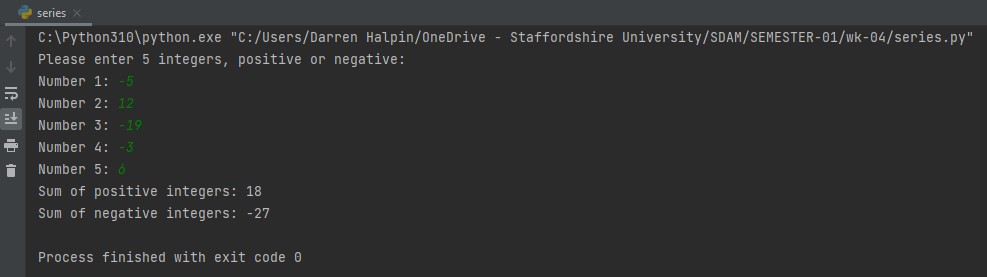 series
C:\Python310\python.exe "C:/Users/Darren Halpin/OneDrive - Staffordshire University/SDAM/SEMESTER-01/wk-04/series.py"
Please enter 5 integers, positive or negative:
Number 1: -5
Number 2: 12
Number 3: -19
Number 4: -3
Number 5: 6
Sum of positive integers: 18
Sum of negative integers: -27
Process finished with exit code 0